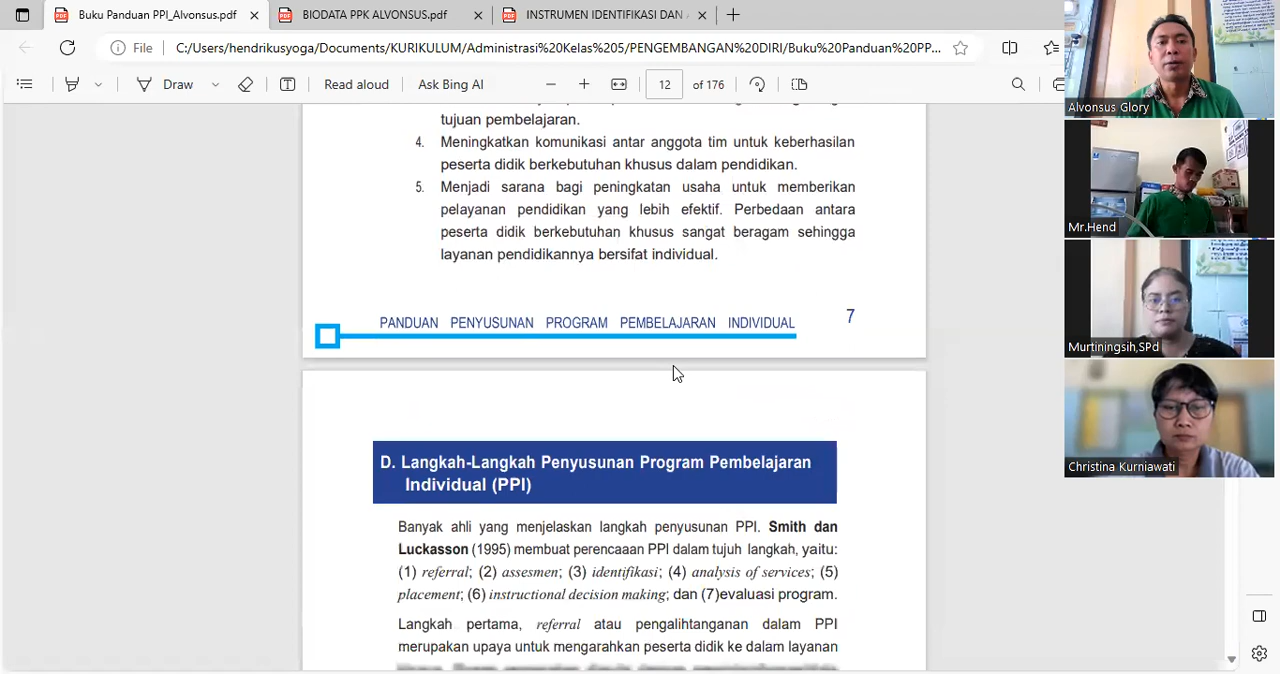 Buku Panduan PPI_Alvonsus.pdf
BIODATA PPK ALVONSUS.pdf
INSTRUMEN IDENTIFIKASI DAN
File
C:/Users/hendrikusyoga/Documents/KURIKULUM/Administrasi%20Kelas%205/PENGEMBANGAN%20DIRI/Buku%20Panduan%20PP...
Draw
Read aloud
Ask Bing AI
12 of 176
tujuan pembelajaran.
4. Meningkatkan komunikasi antar anggota tim untuk keberhasilan
peserta didik berkebutuhan khusus dalam pendidikan.
5. Menjadi sarana bagi peningkatan usaha untuk memberikan
pelayanan pendidikan yang lebih efektif. Perbedaan antara
peserta didik berkebutuhan khusus sangat beragam sehingga
layanan pendidikannya bersifat individual.
PANDUAN PENYUSUNAN PROGRAM PEMBELAJARAN INDIVIDUAL 7
D. Langkah-Langkah Penyusunan Program Pembelajaran
Individual (PPI)
Banyak ahli yang menjelaskan langkah penyusunan PPI. Smith dan
Luckasson (1995) membuat perencaaan PPI dalam tujuh langkah, yaitu:
(1) referral; (2) assesmen; (3) identifikasi; (4) analysis of services; (5)
placement; (6) instructional decision making; dan (7)evaluasi program.
Langkah pertama, referral atau pengalihtanganan dalam PPI
merupakan upaya untuk mengarahkan peserta didik ke dalam layanan
Alvonsus Glory
Mr.Hend
Murtiningsih,SPd
Christina Kurniawati